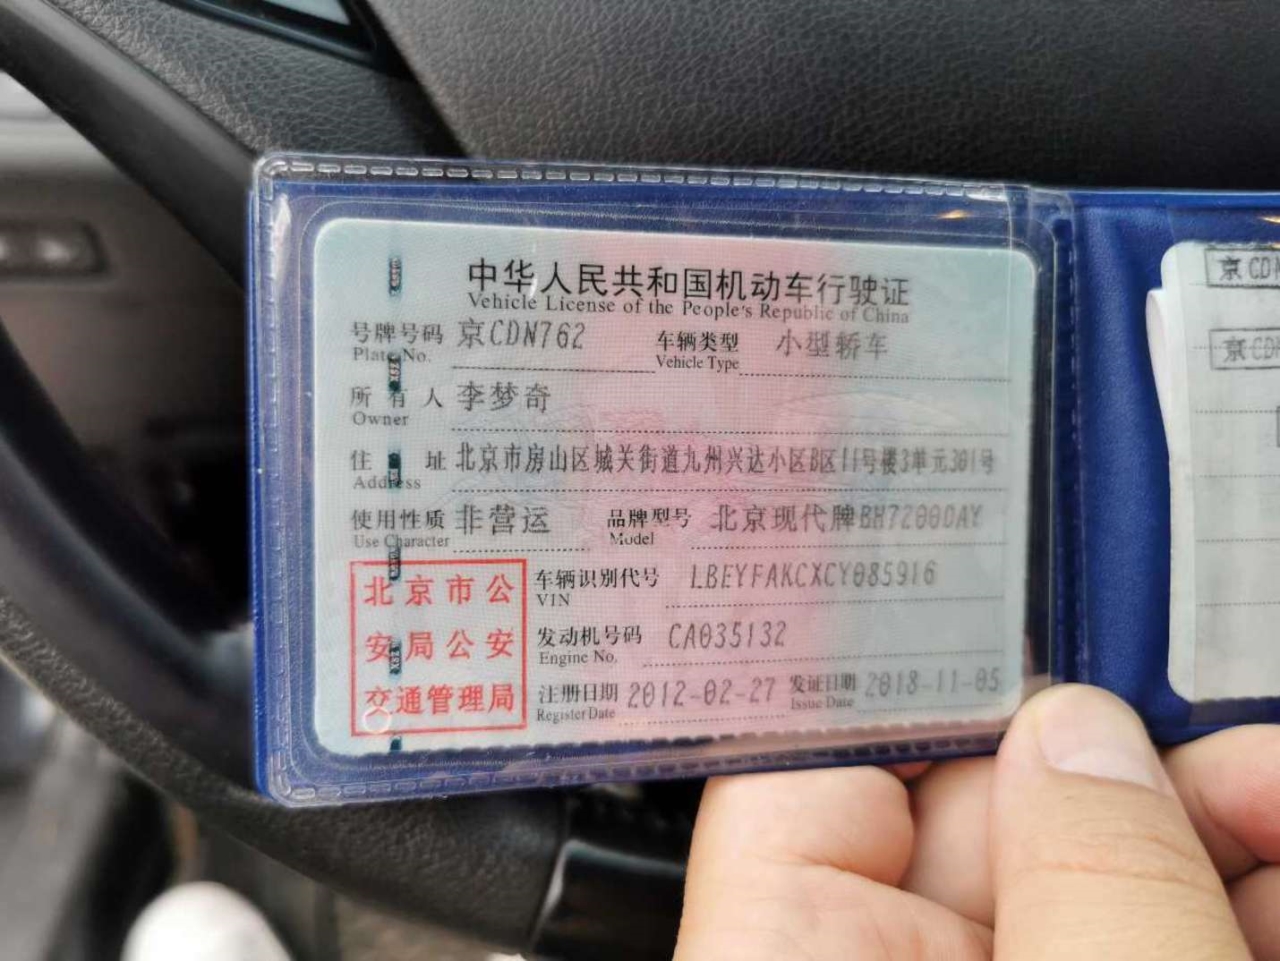 中华人民共和国机动车行驶证
Vehicle License of the People's Republic of China
号牌号码 京CDN762 车辆类型 小型轿车
Plate No. Vehicle Type
所有人 李梦奇
Owner
住址 北京市房山区城关街道九州兴达小区B区11号楼3单元301号
Address
使用性质 非营运 品牌型号 北京现代牌BH7200DAY
Use Character Model
北京市公
安局公安
交通管理局
车辆识别代号 LBEYFAKCXCY085916
VIN
发动机号码 CA035132
Engine No.
注册日期 2012-02-27 发证日期 2018-11-05
Register Date Issue Date
京CD
京CD